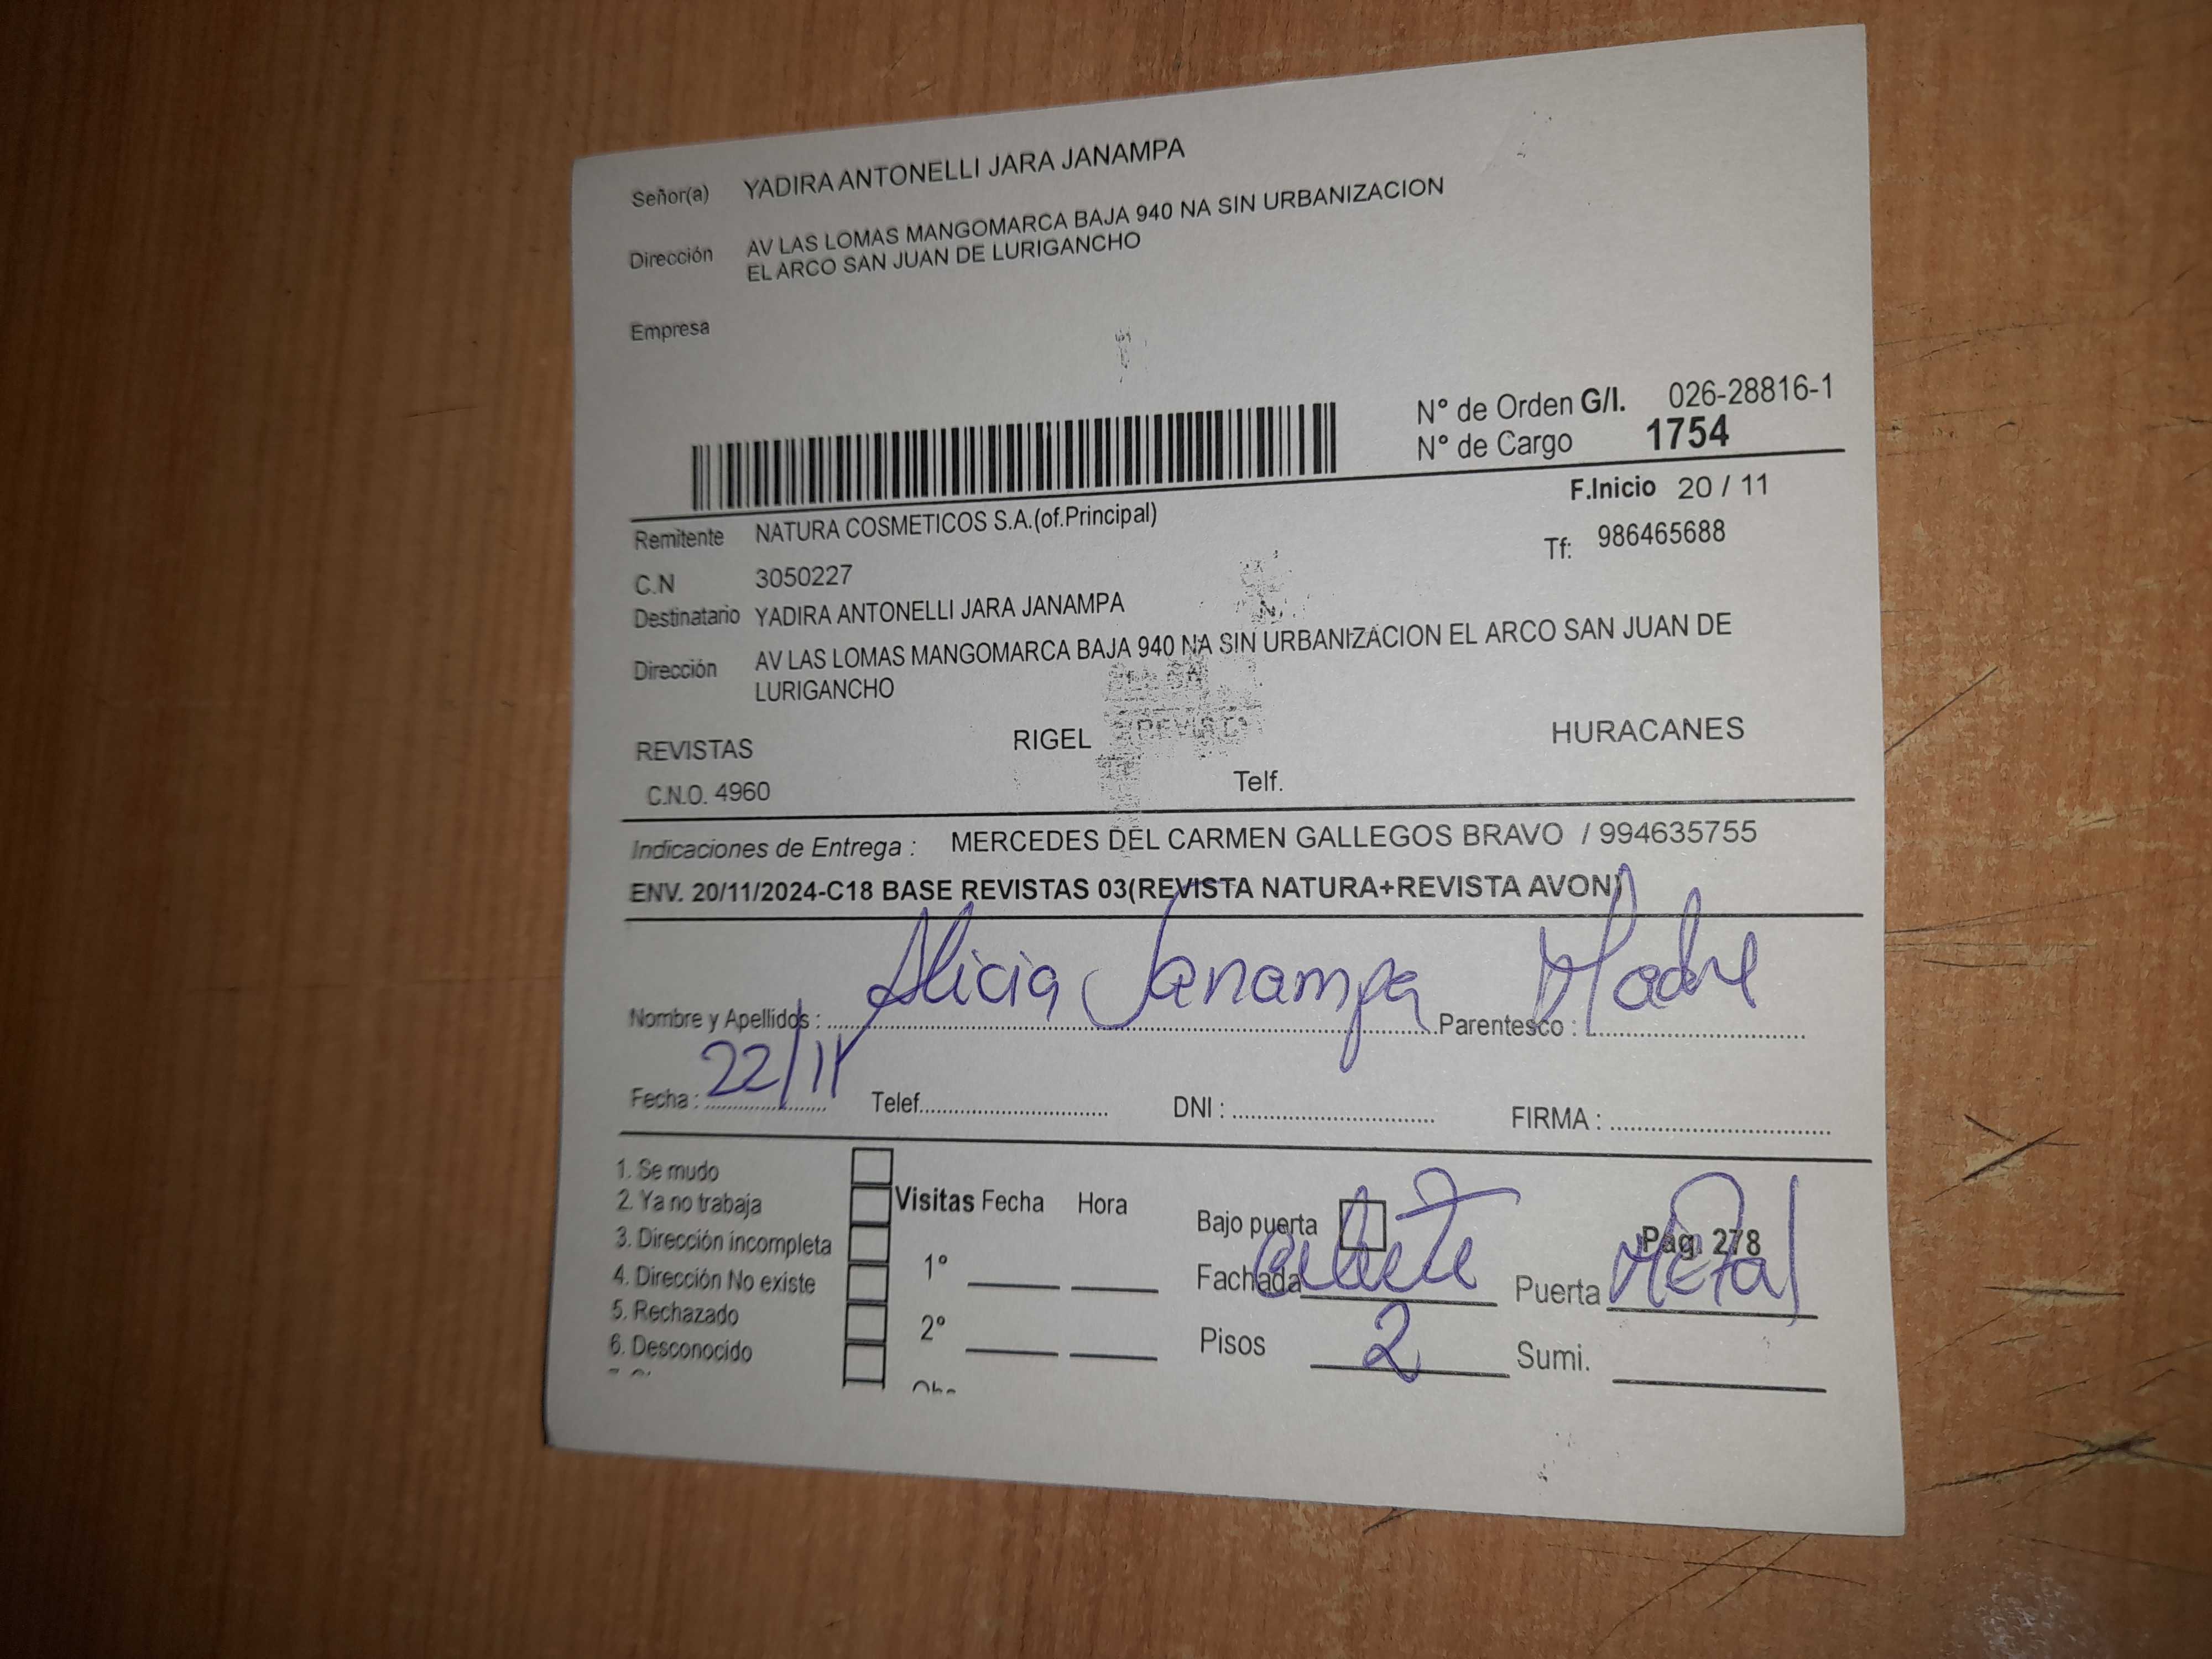 Señor(a) YADIRA ANTONELLI JARA JANAMPA
Dirección AV LAS LOMAS MANGOMARCA BAJA 940 NA SIN URBANIZACION
EL ARCO SAN JUAN DE LURIGANCHO
Empresa
N° de Orden G/I. 026-28816-1
N° de Cargo 1754
F.Inicio 20 / 11
Remitente NATURA COSMETICOS S.A.(of.Principal)
Tf: 986465688
C.N 3050227
Destinatario YADIRA ANTONELLI JARA JANAMPA
Dirección AV LAS LOMAS MANGOMARCA BAJA 940 NA SIN URBANIZACION EL ARCO SAN JUAN DE
LURIGANCHO
REVISTAS RIGEL HURACANES
C.N.O. 4960 Telf.
Indicaciones de Entrega : MERCEDES DEL CARMEN GALLEGOS BRAVO / 994635755
ENV. 20/11/2024-C18 BASE REVISTAS 03(REVISTA NATURA+REVISTA AVON)
Nombre y Apellidos : Alicia Janampa Parentesco : Madre
Fecha : 22/11 Telef. DNI : FIRMA :
1. Se mudo
2. Ya no trabaja
3. Dirección incompleta
4. Dirección No existe
5. Rechazado
6. Desconocido
Visitas Fecha Hora
1°
2°
Bajo puerta Pág. 278
Fachada Puerta Metal
Pisos 2 Sumi.